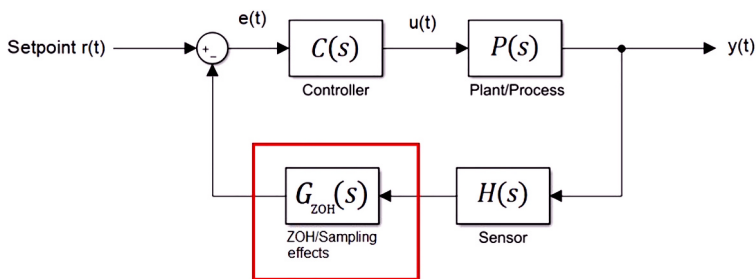 e(t)
u(t)
Setpoint r(t)
+
−
C(s)
P(s)
y(t)
Controller
Plant/Process
G_ZOH(s)
H(s)
ZOH/Sampling
effects
Sensor